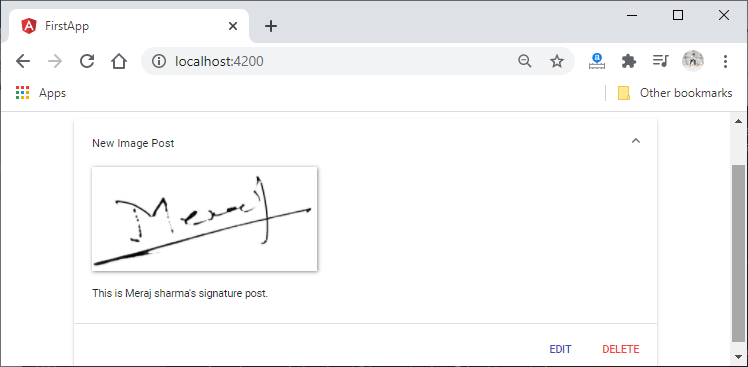 FirstApp
localhost:4200
Apps
Other bookmarks
New Image Post
Meraj
This is Meraj sharma's signature post.
EDIT DELETE